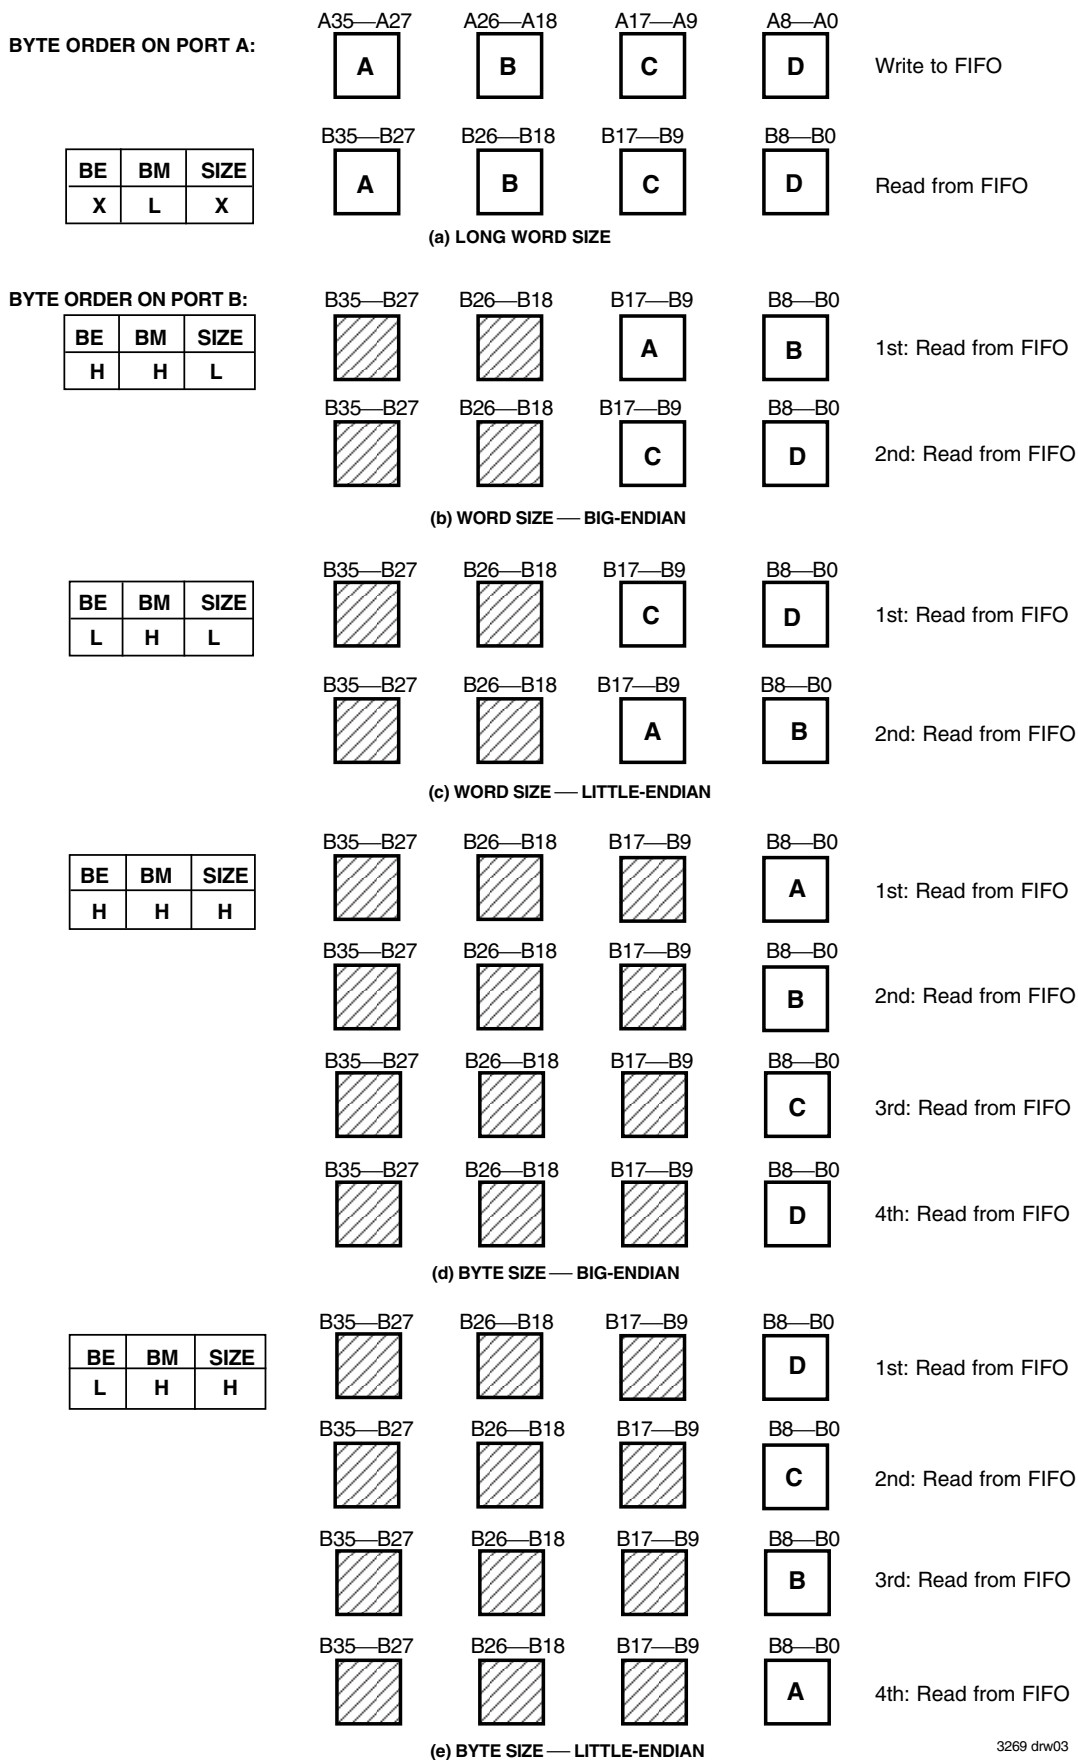 A35—A27 A26—A18 A17—A9 A8—A0
BYTE ORDER ON PORT A:
A B C D Write to FIFO
B35—B27 B26—B18 B17—B9 B8—B0
BE BM SIZE
X L X
A B C D Read from FIFO
(a) LONG WORD SIZE
BYTE ORDER ON PORT B:
B35—B27 B26—B18 B17—B9 B8—B0
BE BM SIZE
H H L
A B 1st: Read from FIFO
B35—B27 B26—B18 B17—B9 B8—B0
C D 2nd: Read from FIFO
(b) WORD SIZE — BIG-ENDIAN
B35—B27 B26—B18 B17—B9 B8—B0
BE BM SIZE
L H L
C D 1st: Read from FIFO
B35—B27 B26—B18 B17—B9 B8—B0
A B 2nd: Read from FIFO
(c) WORD SIZE — LITTLE-ENDIAN
B35—B27 B26—B18 B17—B9 B8—B0
BE BM SIZE
H H H
A 1st: Read from FIFO
B35—B27 B26—B18 B17—B9 B8—B0
B 2nd: Read from FIFO
B35—B27 B26—B18 B17—B9 B8—B0
C 3rd: Read from FIFO
B35—B27 B26—B18 B17—B9 B8—B0
D 4th: Read from FIFO
(d) BYTE SIZE — BIG-ENDIAN
B35—B27 B26—B18 B17—B9 B8—B0
BE BM SIZE
L H H
D 1st: Read from FIFO
B35—B27 B26—B18 B17—B9 B8—B0
C 2nd: Read from FIFO
B35—B27 B26—B18 B17—B9 B8—B0
B 3rd: Read from FIFO
B35—B27 B26—B18 B17—B9 B8—B0
A 4th: Read from FIFO
(e) BYTE SIZE — LITTLE-ENDIAN
3269 drw03